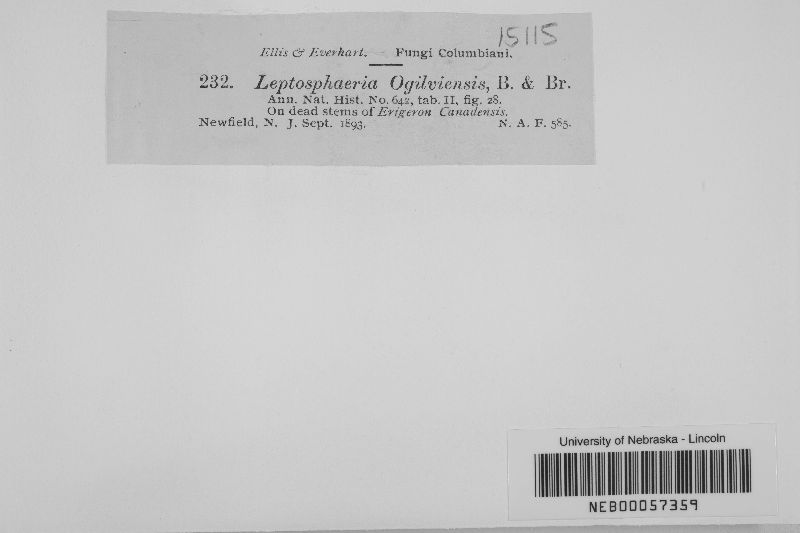 15115
Ellis & Everhart. — Fungi Columbiani.
232. Leptosphaeria Ogilviensis, B. & Br.
Ann. Nat. Hist. No. 642, tab. II, fig. 28.
On dead stems of Erigeron Canadensis.
Newfield, N. J. Sept. 1893. N. A. F. 585.
University of Nebraska - Lincoln
NEB00057359